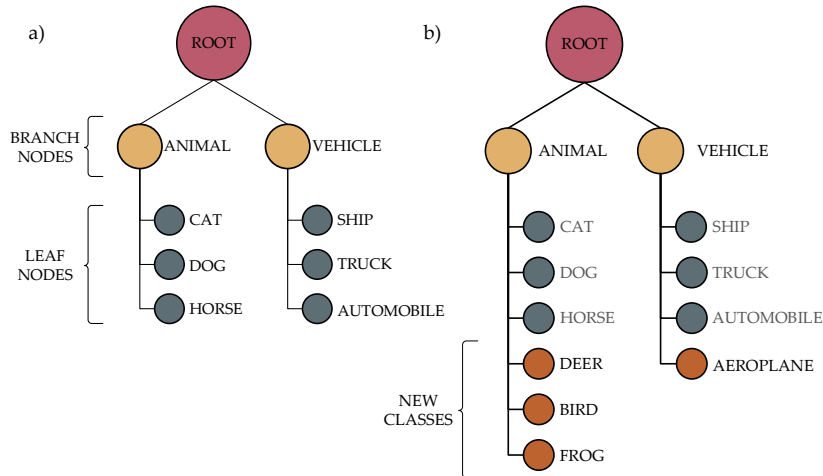 a)
ROOT
BRANCH
NODES
ANIMAL
VEHICLE
LEAF
NODES
CAT
DOG
HORSE
SHIP
TRUCK
AUTOMOBILE
b)
ROOT
ANIMAL
VEHICLE
CAT
DOG
HORSE
NEW
CLASSES
DEER
BIRD
FROG
SHIP
TRUCK
AUTOMOBILE
AEROPLANE